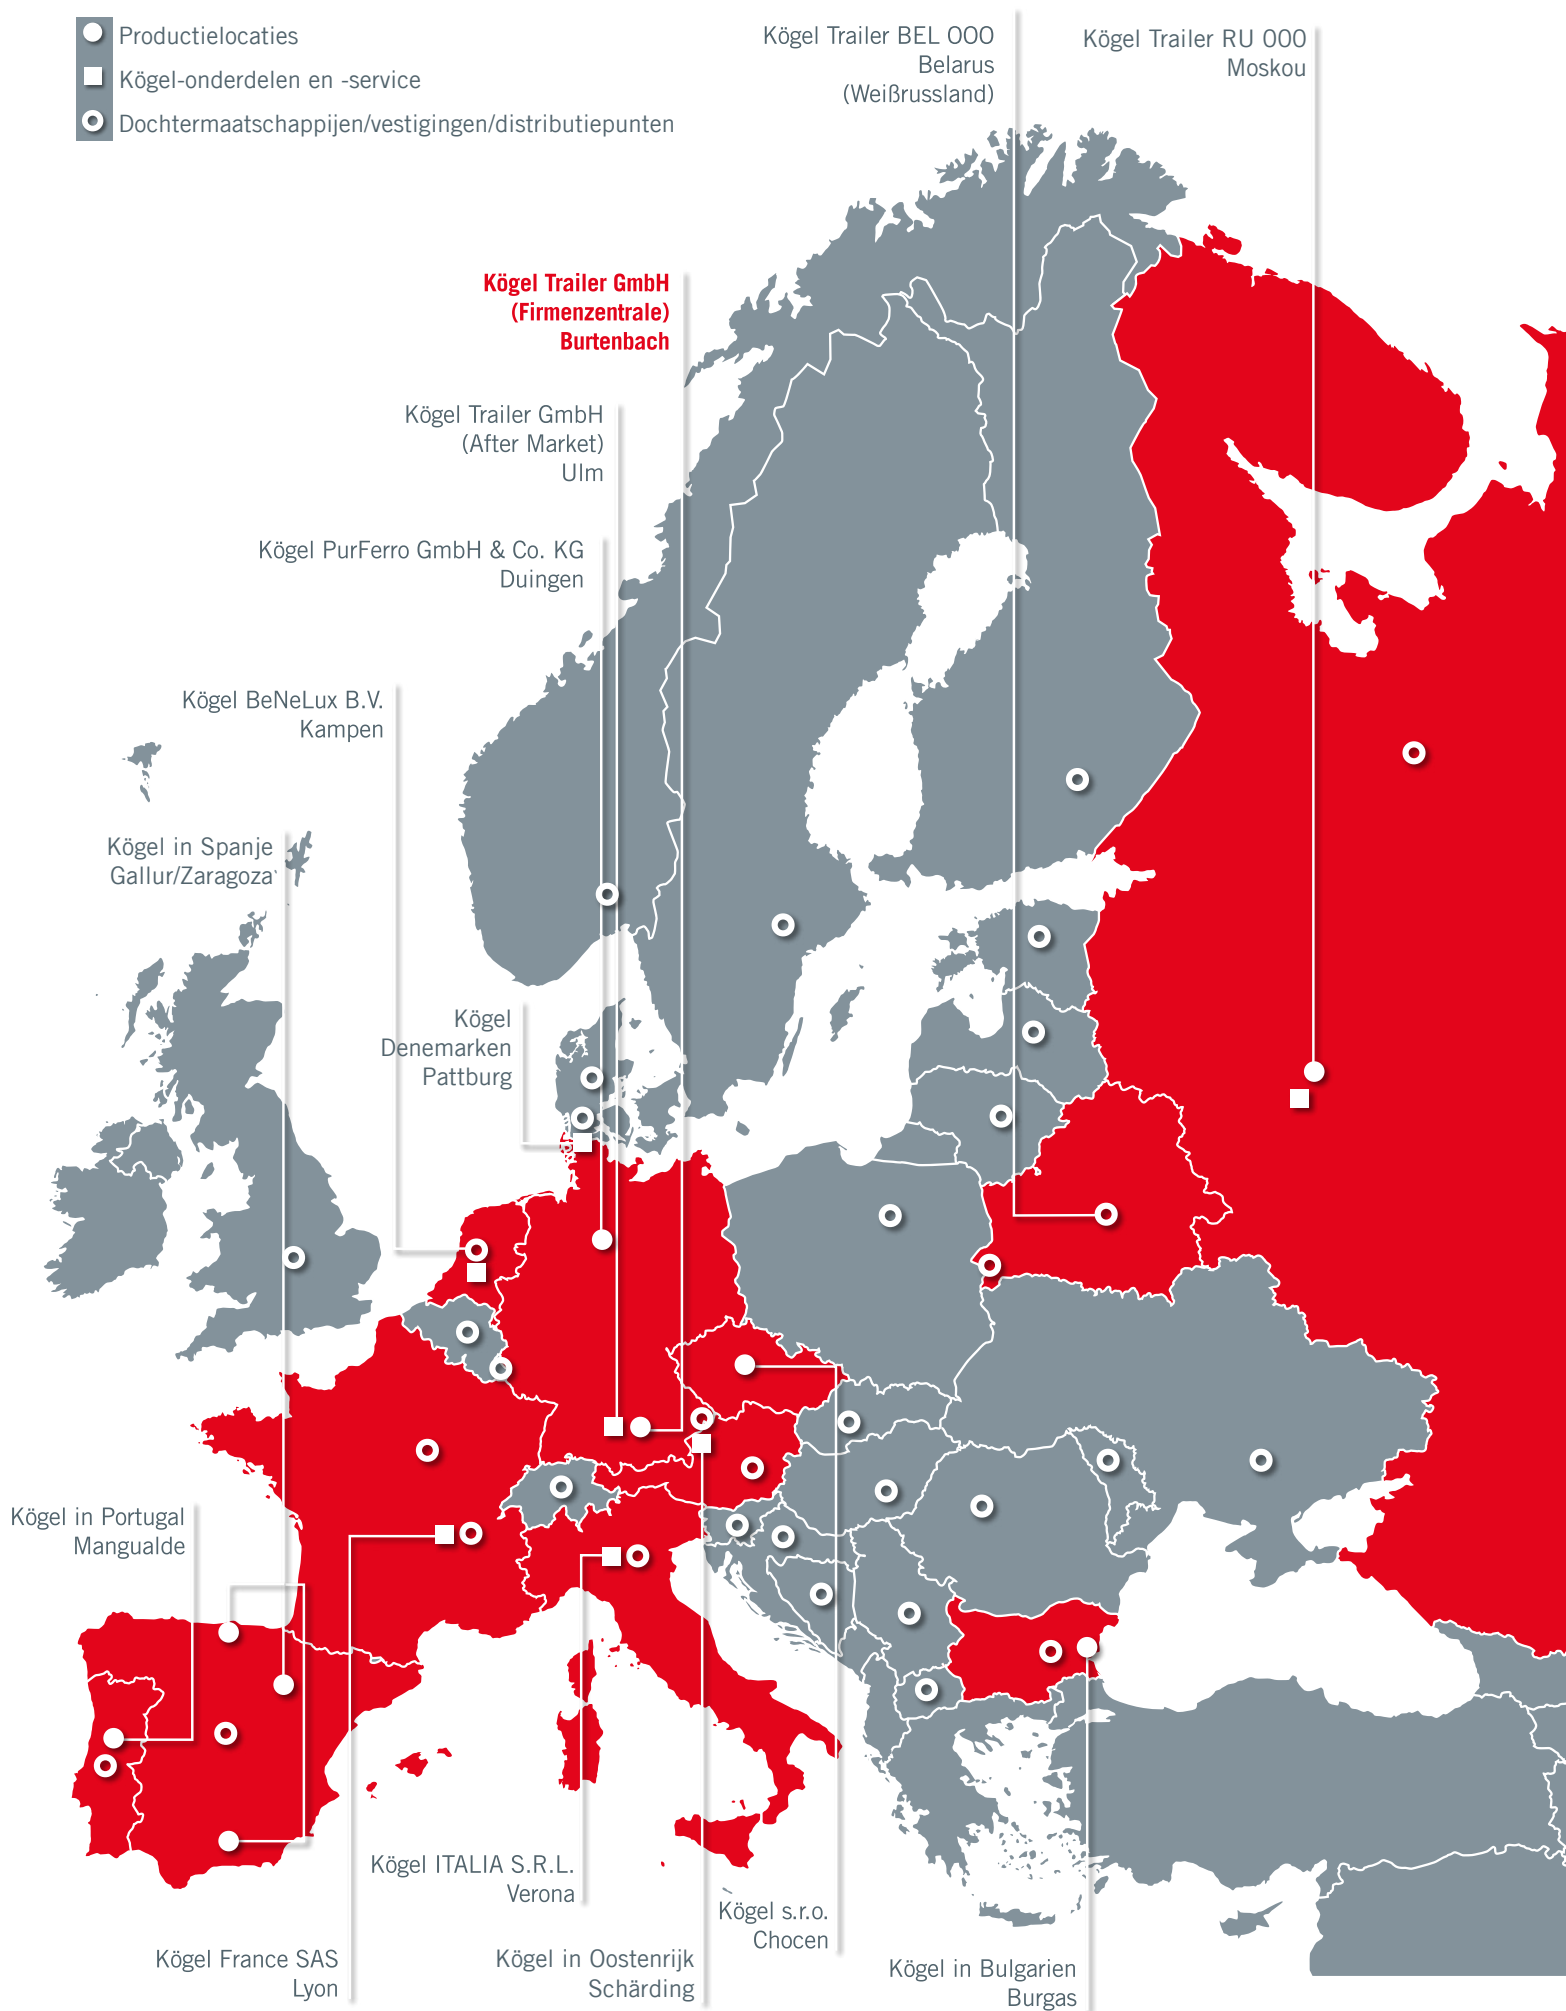 Productielocaties
Kögel-onderdelen en -service
Dochtermaatschappijen/vestigingen/distributiepunten
Kögel Trailer BEL OOO
Belarus
(Weißrussland)
Kögel Trailer RU OOO
Moskou
Kögel Trailer GmbH
(Firmenzentrale)
Burtenbach
Kögel Trailer GmbH
(After Market)
Ulm
Kögel PurFerro GmbH & Co. KG
Duingen
Kögel BeNeLux B.V.
Kampen
Kögel in Spanje
Gallur/Zaragoza
Kögel
Denemarken
Pattburg
Kögel in Portugal
Mangualde
Kögel ITALIA S.R.L.
Verona
Kögel s.r.o.
Chocen
Kögel France SAS
Lyon
Kögel in Oostenrijk
Schärding
Kögel in Bulgarien
Burgas